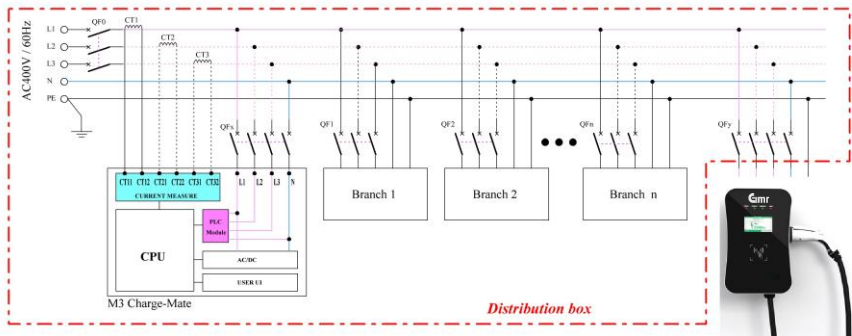 AC400V / 60Hz
L1
L2
L3
N
PE
QF0
CT1
CT2
CT3
QFx
QF1
QF2
QFn
QFy
CT11 CT12 CT21 CT22 CT31 CT32 L1 L2 L3 N
CURRENT MEASURE
CPU
PLC
Module
AC/DC
USER UI
M3 Charge-Mate
Branch 1
Branch 2
Branch n
Distribution box